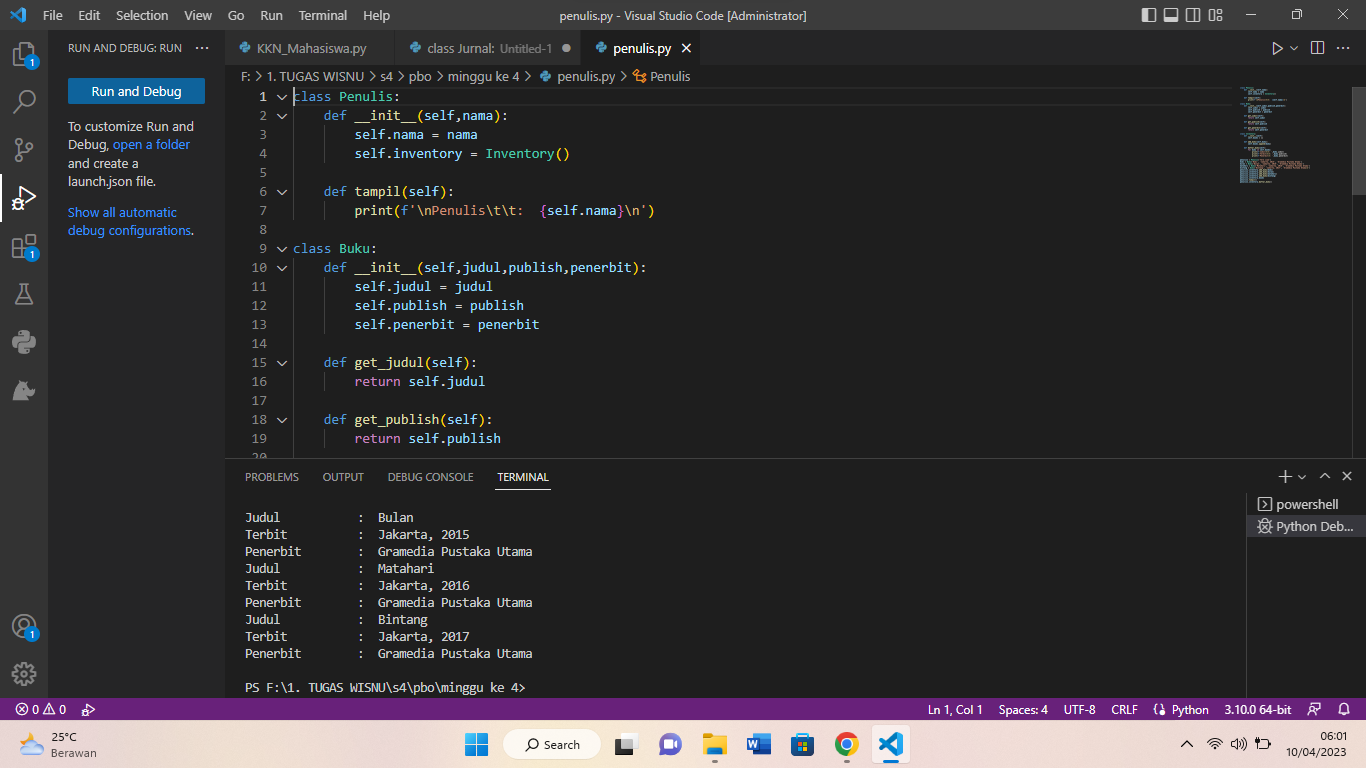 File Edit Selection View Go Run Terminal Help penulis.py - Visual Studio Code [Administrator]
RUN AND DEBUG: RUN ···
KKN_Mahasiswa.py class Jurnal: Untitled-1 penulis.py
F: > 1. TUGAS WISNU > s4 > pbo > minggu ke 4 > penulis.py > Penulis
1
Run and Debug
To customize Run and
Debug, open a folder
and create a
launch.json file.
Show all automatic
debug configurations.
1
1
1 class Penulis:
2 def __init__(self,nama):
3 self.nama = nama
4 self.inventory = Inventory()
5
6 def tampil(self):
7 print(f'\nPenulis\t\t:  {self.nama}\n')
8
9 class Buku:
10 def __init__(self,judul,publish,penerbit):
11 self.judul = judul
12 self.publish = publish
13 self.penerbit = penerbit
14
15 def get_judul(self):
16 return self.judul
17
18 def get_publish(self):
19 return self.publish
20
PROBLEMS OUTPUT DEBUG CONSOLE TERMINAL
powershell
Python Deb...
Judul : Bulan
Terbit : Jakarta, 2015
Penerbit : Gramedia Pustaka Utama
Judul : Matahari
Terbit : Jakarta, 2016
Penerbit : Gramedia Pustaka Utama
Judul : Bintang
Terbit : Jakarta, 2017
Penerbit : Gramedia Pustaka Utama
PS F:\1. TUGAS WISNU\s4\pbo\minggu ke 4>
0 0 Ln 1, Col 1 Spaces: 4 UTF-8 CRLF Python 3.10.0 64-bit
25°C
Berawan
Search
06:01
10/04/2023